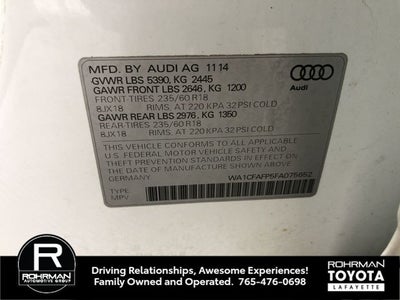 MFD. BY AUDI AG 11 14
GVWR LBS 5390, KG 2445
GAWR FRONT LBS 2646, KG 1200
FRONT-TIRES 235/60 R18
8JX18 RIMS, AT 220 KPA 32 PSI COLD
GAWR REAR LBS 2976, KG 1350
REAR TIRES 235/60 R18
8JX18 RIMS, AT 220 KPA 32 PSI COLD
THIS VEHICLE CONFORMS TO ALL APPLICABLE
U.S. FEDERAL MOTOR VEHICLE SAFETY
AND THEFT PREVENTION STANDARDS IN EFFECT ON
THE DATE OF MANUFACTURE SHOWN ABOVE.
GERMANY
TYPE
MPV
WA1CFAFP5FA075652
Audi
R
ROHRMAN
AUTOMOTIVE GROUP
Driving Relationships, Awesome Experiences!
Family Owned and Operated. 765-476-0698
ROHRMAN
TOYOTA
LAFAYETTE